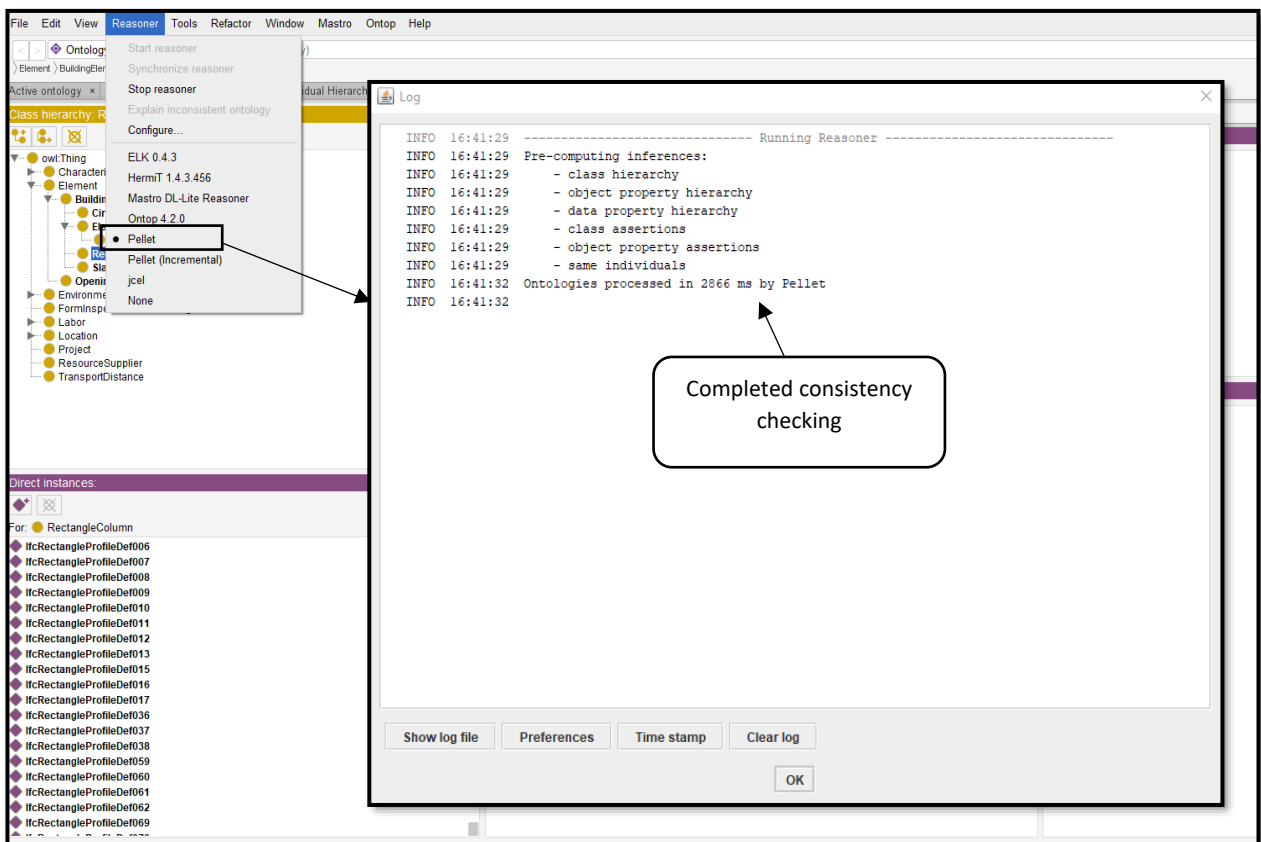 File Edit View Reasoner Tools Refactor Window Mastro Ontop Help
Start reasoner
Synchronize reasoner
Stop reasoner
Explain inconsistent ontology
Configure...
ELK 0.4.3
HermiT 1.4.3.456
Mastro DL-Lite Reasoner
Ontop 4.2.0
Pellet
Pellet (Incremental)
jcel
None
< > Ontology
Element
Active ontology ×
Class hierarchy: R
owl:Thing
Element
Labor
Location
Project
ResourceSupplier
TransportDistance
Direct instances:
For: RectangleColumn
IfcRectangleProfileDef006
IfcRectangleProfileDef007
IfcRectangleProfileDef008
IfcRectangleProfileDef009
IfcRectangleProfileDef010
IfcRectangleProfileDef011
IfcRectangleProfileDef012
IfcRectangleProfileDef013
IfcRectangleProfileDef015
IfcRectangleProfileDef016
IfcRectangleProfileDef017
IfcRectangleProfileDef036
IfcRectangleProfileDef037
IfcRectangleProfileDef038
IfcRectangleProfileDef059
IfcRectangleProfileDef060
IfcRectangleProfileDef061
IfcRectangleProfileDef062
IfcRectangleProfileDef069
Log
INFO 16:41:29 ------------------------------- Running Reasoner -------------------------------
INFO 16:41:29 Pre-computing inferences:
INFO 16:41:29 - class hierarchy
INFO 16:41:29 - object property hierarchy
INFO 16:41:29 - data property hierarchy
INFO 16:41:29 - class assertions
INFO 16:41:29 - object property assertions
INFO 16:41:29 - same individuals
INFO 16:41:32 Ontologies processed in 2866 ms by Pellet
INFO 16:41:32
Completed consistency
checking
Show log file Preferences Time stamp Clear log
OK